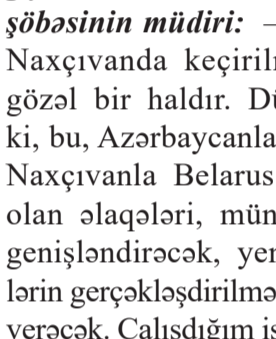 şöbəsinin müdiri: –
Naxçıvanda keçiril
gözəl bir haldır. Dü
ki, bu, Azərbaycanla
Naxçıvanla Belarus
olan əlaqələri, mün
genişləndirəcək, yen
lərin gerçəkləşdirilmə
verəcək. Çalışdığım is